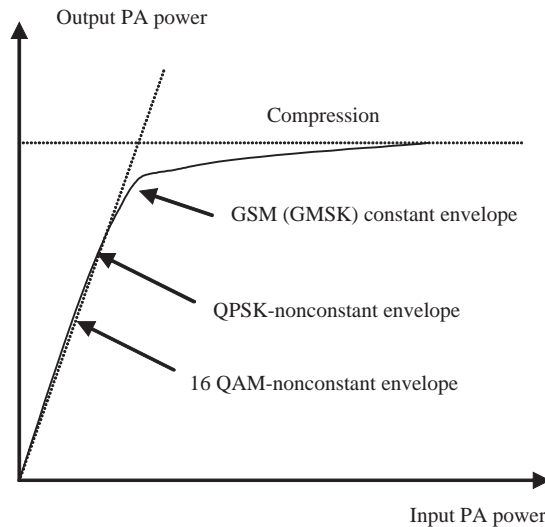 Output PA power
Compression
GSM (GMSK) constant envelope
QPSK-nonconstant envelope
16 QAM-nonconstant envelope
Input PA power